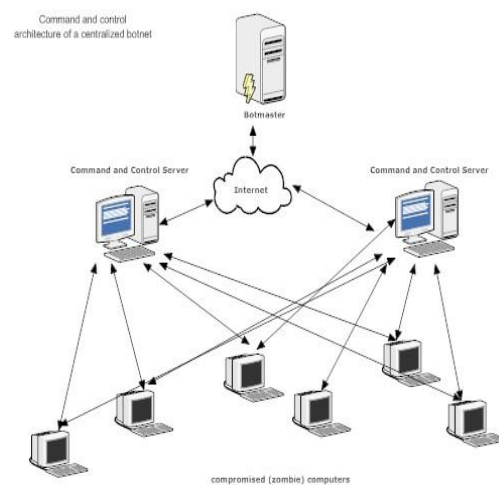 Command and control
architecture of a centralized botnet
Botmaster
Command and Control Server
Command and Control Server
Internet
compromised (zombie) computers